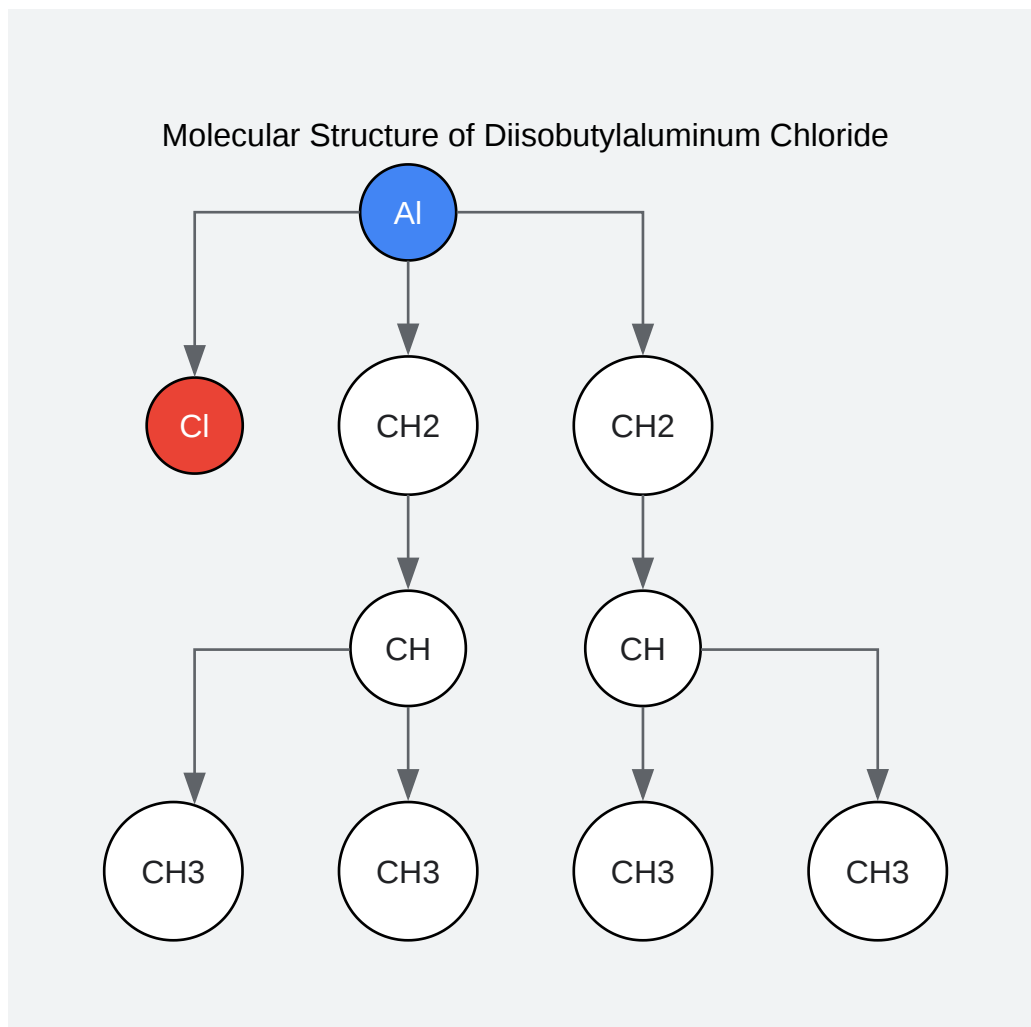 Molecular Structure of Diisobutylaluminum Chloride
Al
Cl
CH2
CH2
CH
CH
CH3
CH3
CH3
CH3